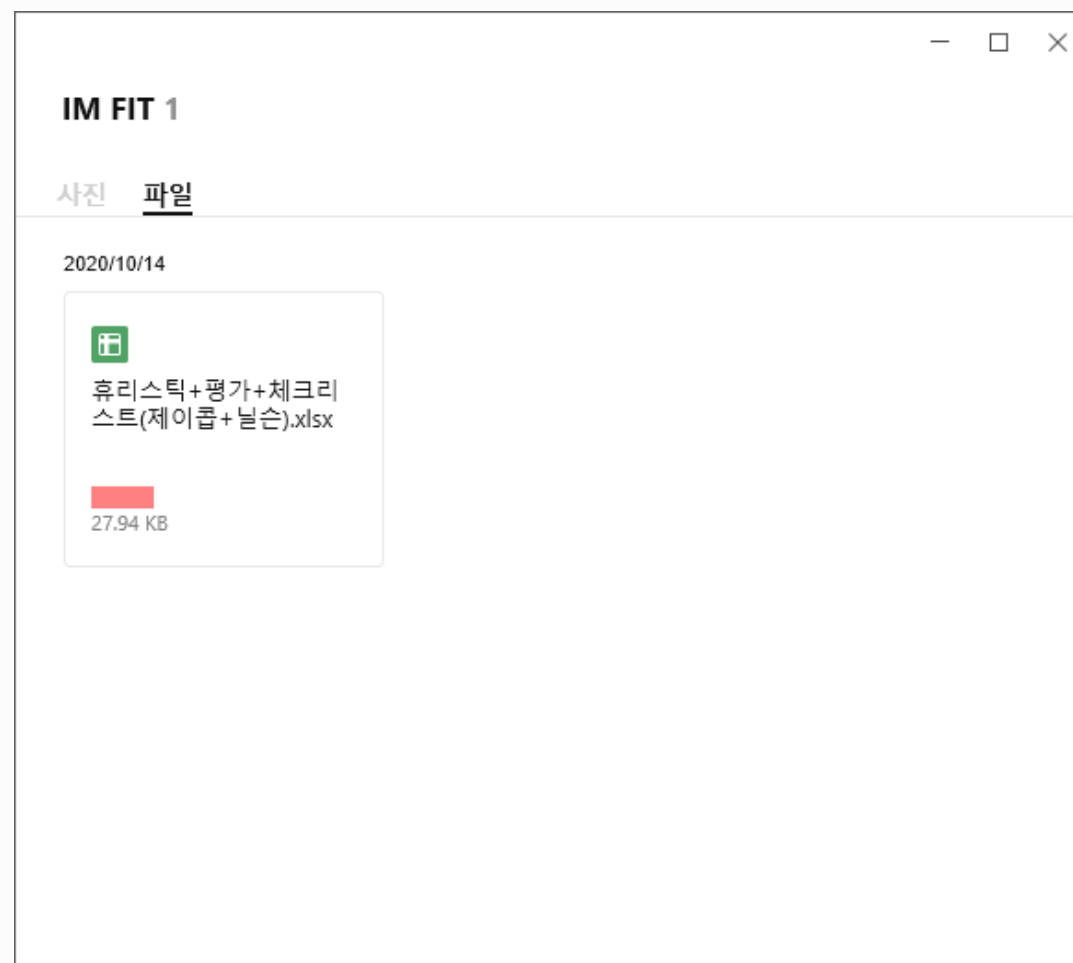 IM FIT 1
사진 파일
2020/10/14
휴리스틱+평가+체크리
스트(제이콥+닐슨).xlsx
27.94 KB